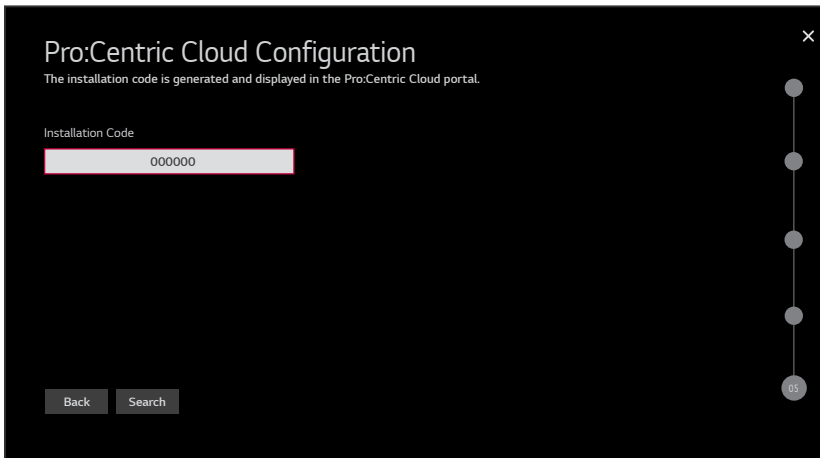 Pro:Centric Cloud Configuration
The installation code is generated and displayed in the Pro:Centric Cloud portal.
Installation Code
000000
Back Search
05